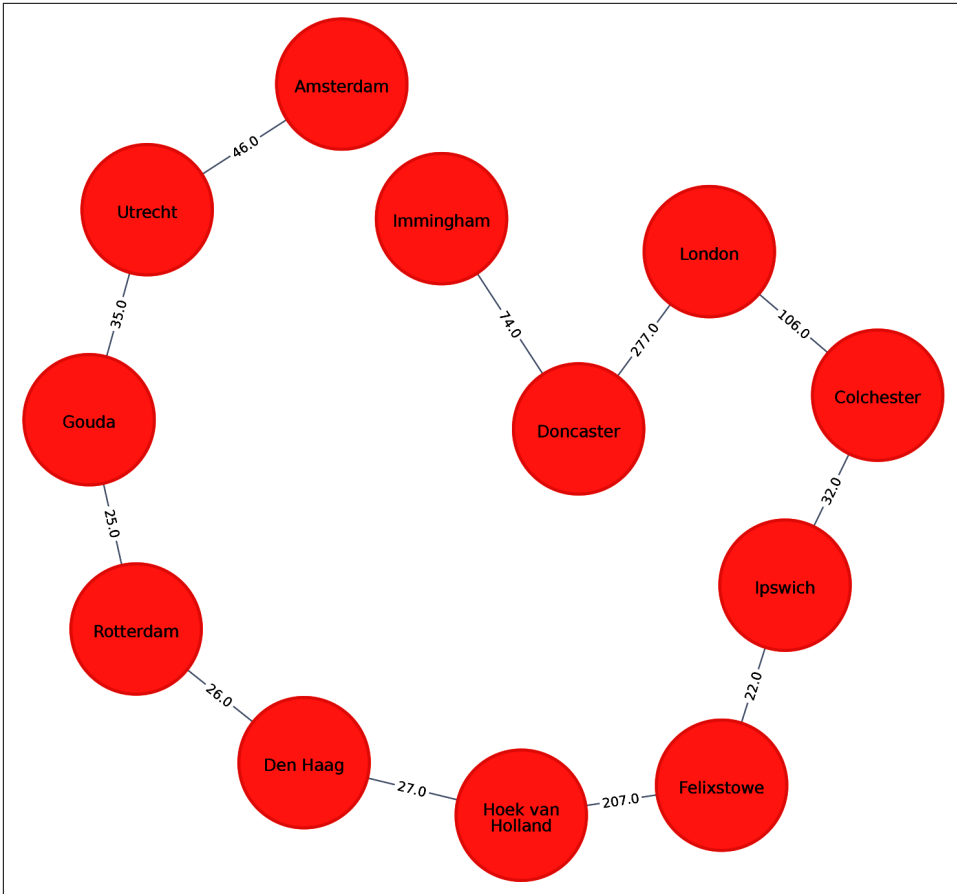 Amsterdam
46.0
Utrecht
Immingham
London
35.0
74.0
277.0
106.0
Gouda
Doncaster
Colchester
25.0
32.0
Rotterdam
Ipswich
26.0
22.0
Den Haag
27.0
Hoek van
Holland
207.0
Felixstowe